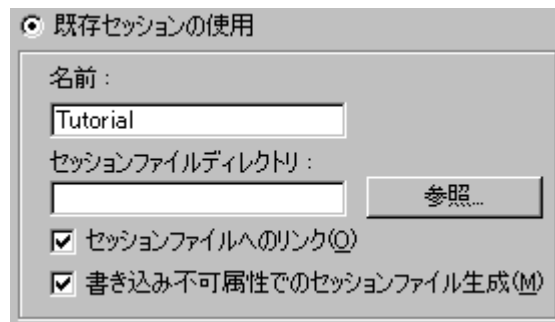 既存セッションの使用
名前：
Tutorial
セッションファイルディレクトリ：
参照...
セッションファイルへのリンク(O)
書き込み不可属性でのセッションファイル生成(M)